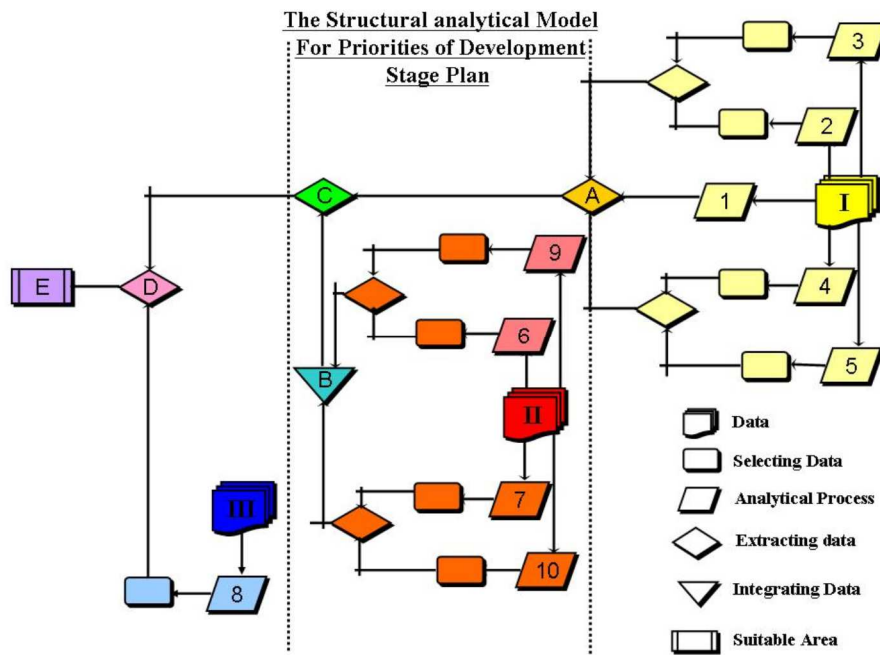 The Structural analytical Model
For Priorities of Development
Stage Plan
3
2
1
I
A
C
4
9
E
D
5
6
B
II
Data
Selecting Data
III
7
Analytical Process
Extracting data
10
8
Integrating Data
Suitable Area